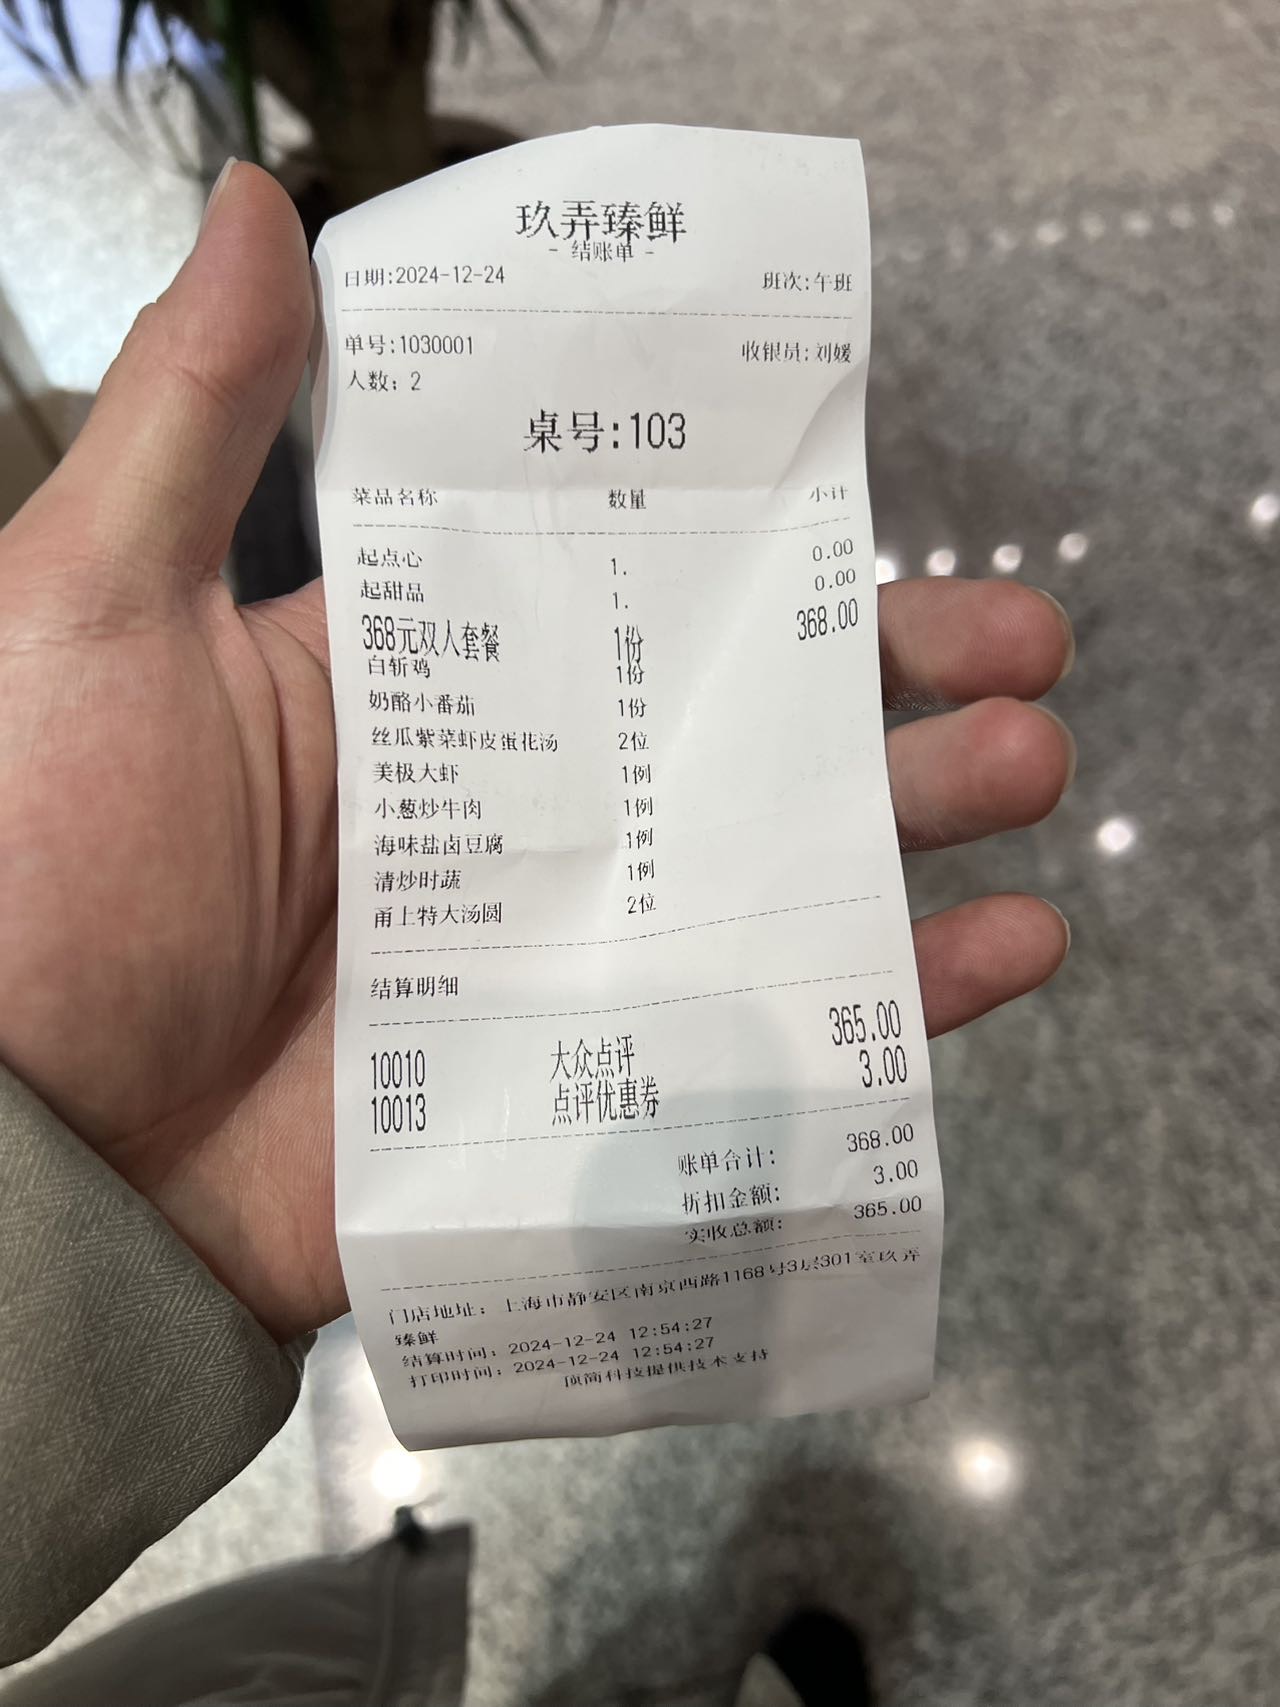 玖弄臻鲜
- 结账单 -
日期:2024-12-24 班次:午班
单号:1030001 收银员:刘媛
人数: 2
桌号:103
菜品名称 数量 小计
起点心 1. 0.00
起甜品 1. 0.00
368元双人套餐 1份 368.00
白斩鸡 1份
奶酪小番茄 1份
丝瓜紫菜虾皮蛋花汤 2位
美极大虾 1例
小葱炒牛肉 1例
海味盐卤豆腐 1例
清炒时蔬 1例
甬上特大汤圆 2位
结算明细
10010 大众点评 365.00
10013 点评优惠券 3.00
账单合计: 368.00
折扣金额: 3.00
实收总额: 365.00
门店地址: 上海市静安区南京西路1168号3层301室玖弄
臻鲜
结算时间: 2024-12-24 12:54:27
打印时间: 2024-12-24 12:54:27
顶简科技提供技术支持